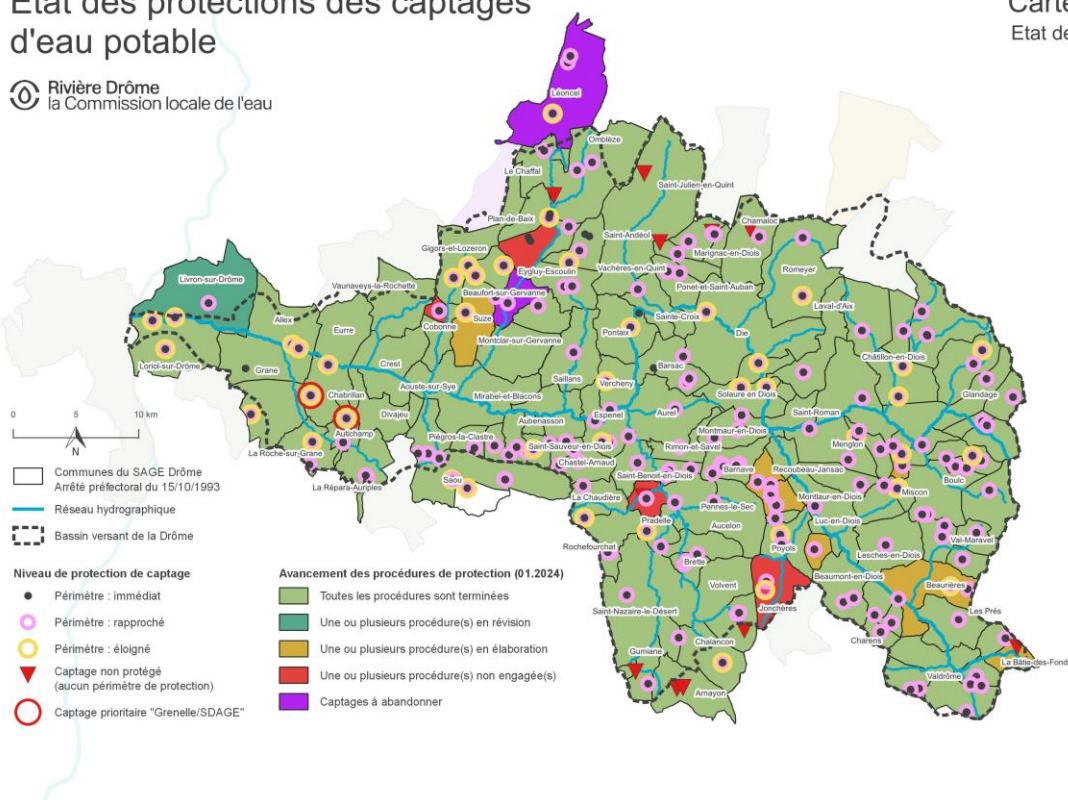 Etat des protections des captages
d'eau potable
Rivière Drôme
la Commission locale de l'eau
Carte
Etat de
Léoncel
Omblèze
Le Chaffal
Saint-Julien-en-Quint
Plan-de-Baix
Chamaloc
Saint-Andéol
Gigors-et-Lozeron
Marignac-en-Diois
Eygluy-Escoulin
Vachères-en-Quint
Romeyer
Livron-sur-Drôme
Vaunaveys-la-Rochette
Ponet-et-Saint-Auban
Beaufort-sur-Gervanne
Laval-d'Aix
Allex
Suze
Sainte-Croix
Cobonne
Eurre
Pontaix
Die
Montclar-sur-Gervanne
Châtillon-en-Diois
Loriol-sur-Drôme
Crest
Barsac
Grane
Saillans
Vercheny
Aouste-sur-Sye
Solaure en Diois
Chabrillan
Mirabel-et-Blacons
Glandage
Divajeu
Espenel
Aurel
Saint-Roman
Aubenasson
Autichamp
Montmaur-en-Diois
Piégros-la-Clastre
Saint-Sauveur-en-Diois
Rimon-et-Savel
Menglon
La Roche-sur-Grane
Chastel-Arnaud
Barnave
Recoubeau-Jansac
Saint-Benoit-en-Diois
Saou
Boulc
La Répara-Auriples
La Chaudière
Montlaur-en-Diois
Miscon
Pennes-le-Sec
Pradelle
Luc-en-Diois
Aucelon
Val-Maravel
Rochefourchat
Poyols
Lesches-en-Diois
Brette
Beaumont-en-Diois
Volvent
Beaurières
Jonchères
Saint-Nazaire-le-Désert
Les Prés
Chalancon
Charens
Gumiane
La Bâtie-des-Fond
Valdrôme
Arnayon
0 5 10 km
N
Communes du SAGE Drôme
Arrêté préfectoral du 15/10/1993
Réseau hydrographique
Bassin versant de la Drôme
Niveau de protection de captage
Périmètre : immédiat
Périmètre : rapproché
Périmètre : éloigné
Captage non protégé
(aucun périmètre de protection)
Captage prioritaire "Grenelle/SDAGE"
Avancement des procédures de protection (01.2024)
Toutes les procédures sont terminées
Une ou plusieurs procédure(s) en révision
Une ou plusieurs procédure(s) en élaboration
Une ou plusieurs procédure(s) non engagée(s)
Captages à abandonner